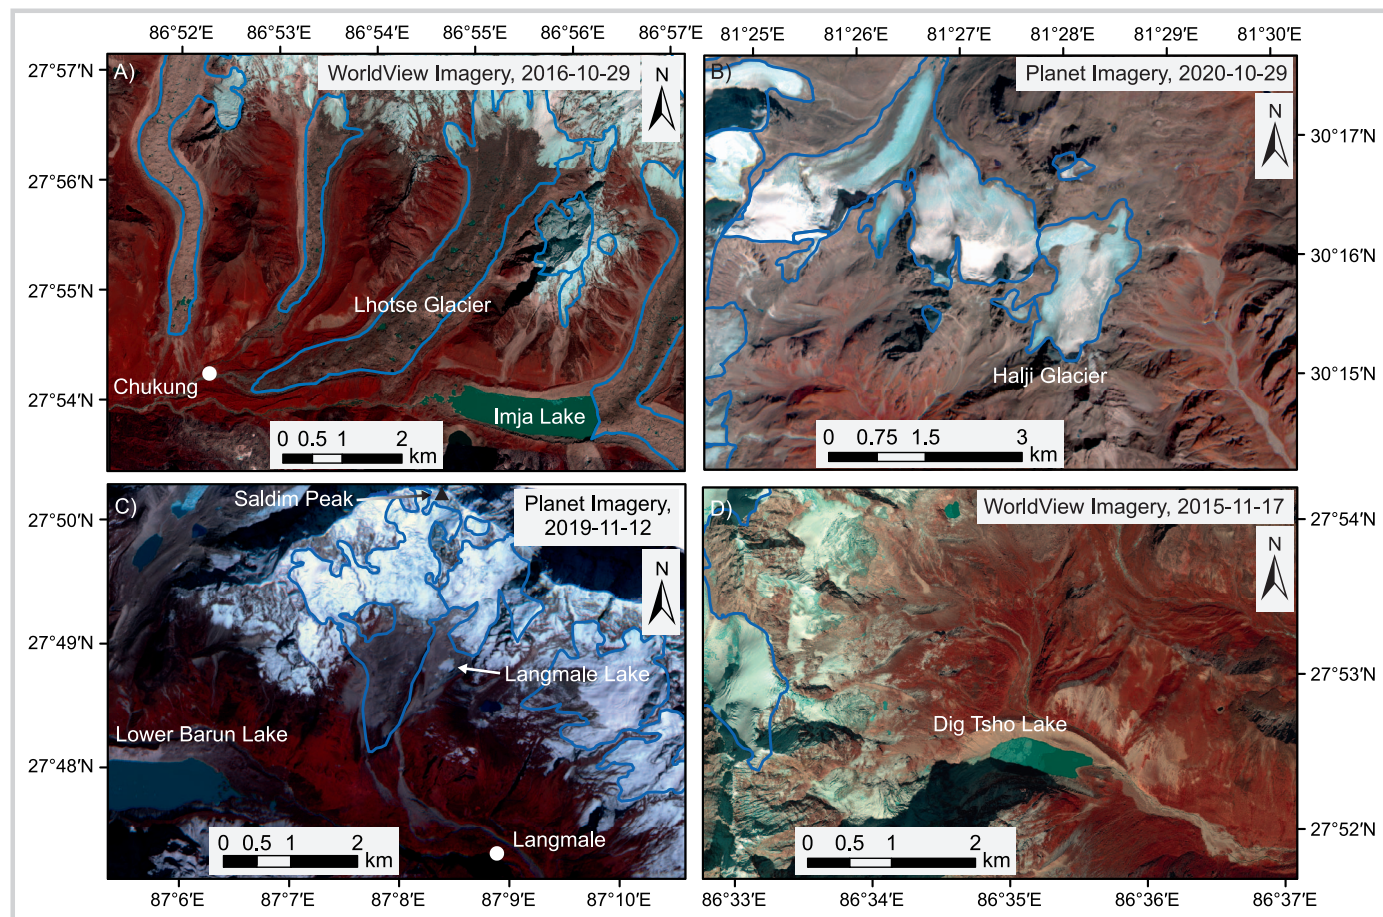 86°52′E 86°53′E 86°54′E 86°55′E 86°56′E 86°57′E
81°25′E 81°26′E 81°27′E 81°28′E 81°29′E 81°30′E
A)
WorldView Imagery, 2016-10-29
N
27°57′N
27°56′N
27°55′N
27°54′N
Lhotse Glacier
Chukung
Imja Lake
0 0.5 1 2
km
B)
Planet Imagery, 2020-10-29
N
30°17′N
30°16′N
30°15′N
Halji Glacier
0 0.75 1.5 3
km
C)
Saldim Peak
Planet Imagery,
2019-11-12
N
27°50′N
27°49′N
27°48′N
Langmale Lake
Lower Barun Lake
Langmale
0 0.5 1 2
km
87°6′E 87°7′E 87°8′E 87°9′E 87°10′E
D)
WorldView Imagery, 2015-11-17
N
27°54′N
27°53′N
27°52′N
Dig Tsho Lake
0 0.5 1 2
km
86°33′E 86°34′E 86°35′E 86°36′E 86°37′E